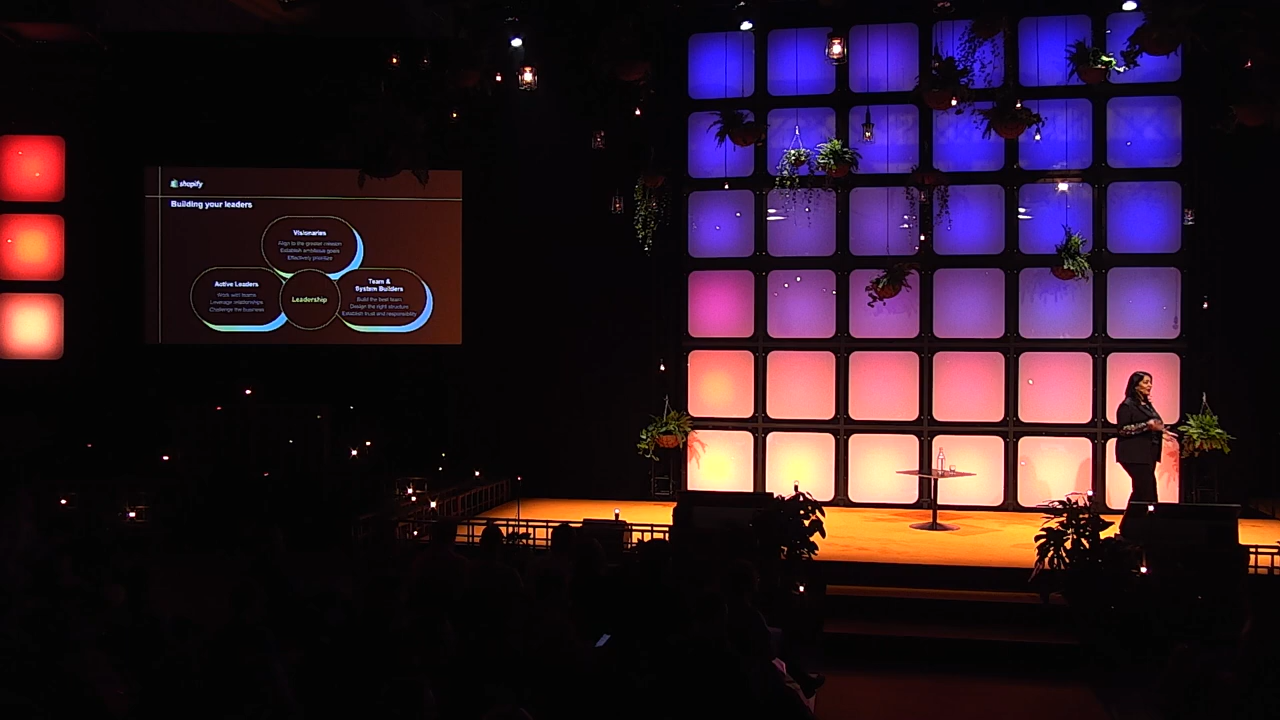 shopify
Building your leaders
Visionaries
Align to the greater mission
Establish ambitious goals
Effectively prioritize
Active Leaders
Work with teams
Leverage relationships
Challenge the business
Leadership
Team &
System Builders
Build the best team
Design the right structure
Establish trust and responsibility